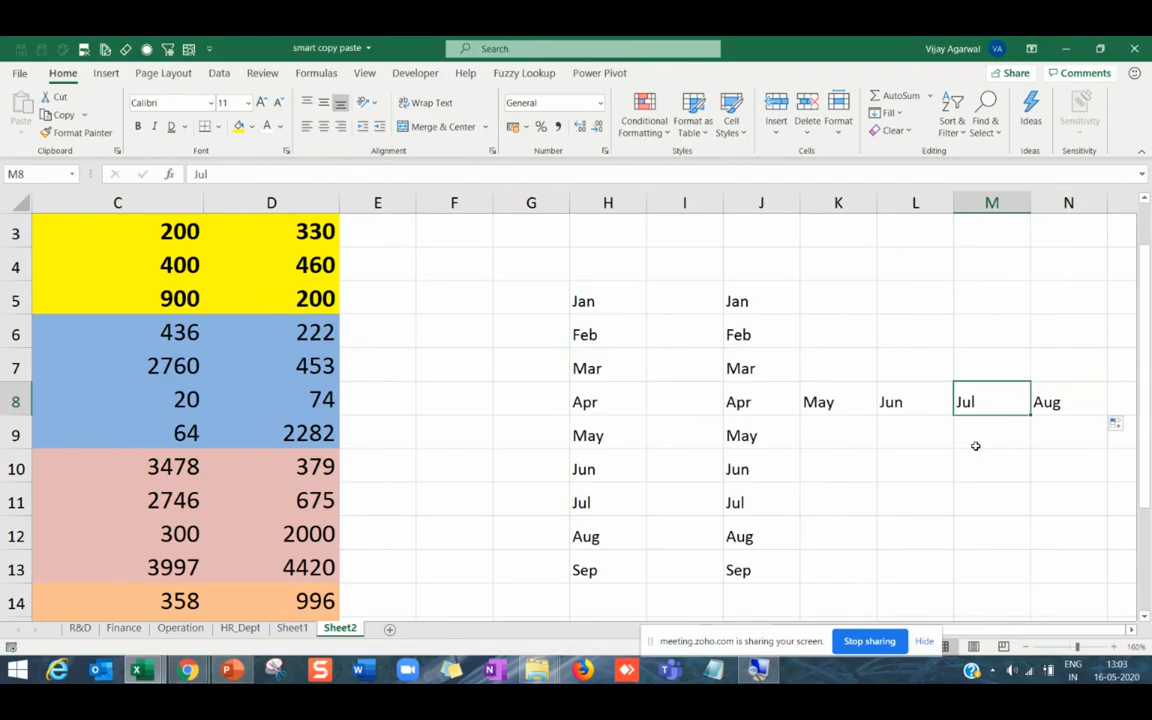 smart copy paste
Search
Vijay Agarwal VA
File Home Insert Page Layout Data Review Formulas View Developer Help Fuzzy Lookup Power Pivot Share Comments
Paste Cut Copy Format Painter
Calibri 11 B I D A
Wrap Text
Merge & Center
General
Conditional Formatting Format as Table Cell Styles
Insert Delete Format
AutoSum
Fill
Clear
Sort & Filter Find & Select
Ideas
Sensitivity
Clipboard Font Alignment Number Styles Cells Editing Ideas Sensitivity
M8 fx Jul
C D E F G H I J K L M N
3 200 330
4 400 460
5 900 200 Jan Jan
6 436 222 Feb Feb
7 2760 453 Mar Mar
8 20 74 Apr Apr May Jun Jul Aug
9 64 2282 May May
10 3478 379 Jun Jun
11 2746 675 Jul Jul
12 300 2000 Aug Aug
13 3997 4420 Sep Sep
14 358 996
R&D Finance Operation HR_Dept Sheet1 Sheet2
meeting.zoho.com is sharing your screen. Stop sharing Hide
160%
ENG 13:03
IN 16-05-2020